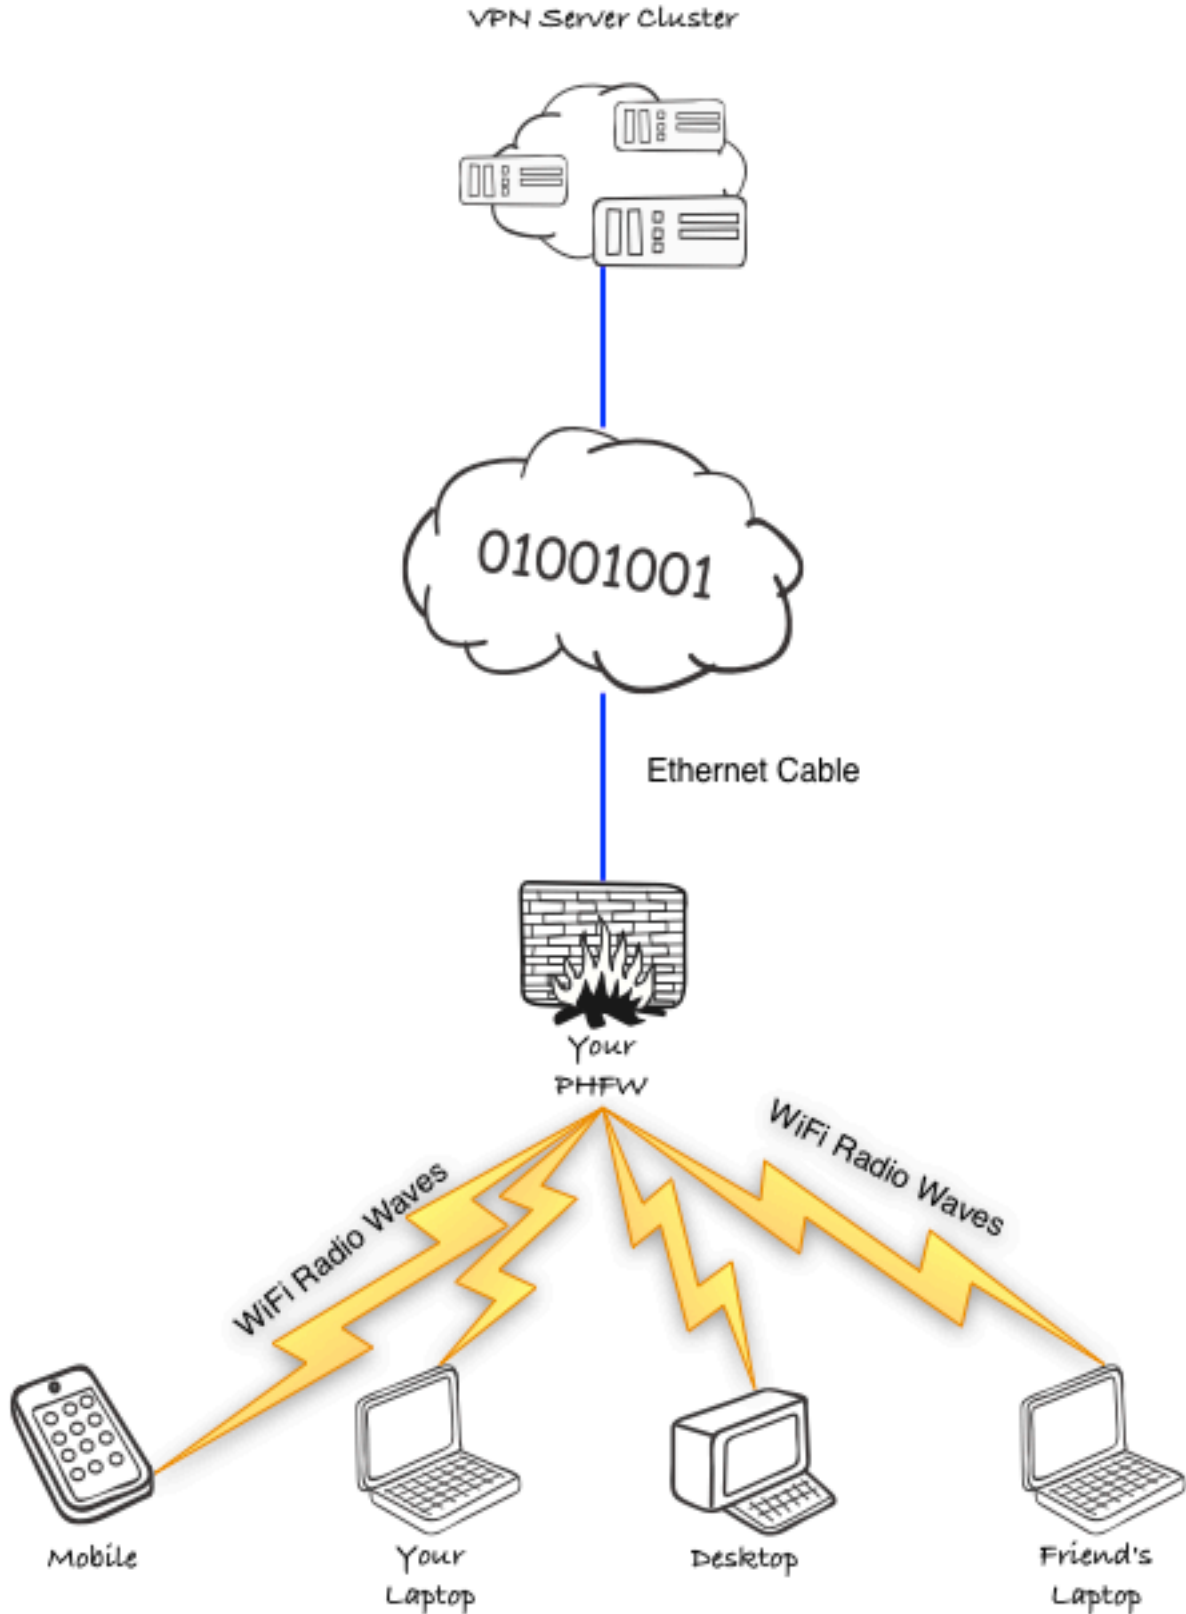 VPN Server Cluster
01001001
Ethernet Cable
Your
PHFW
WiFi Radio Waves
WiFi Radio Waves
Mobile
Your
Laptop
Desktop
Friend's
Laptop